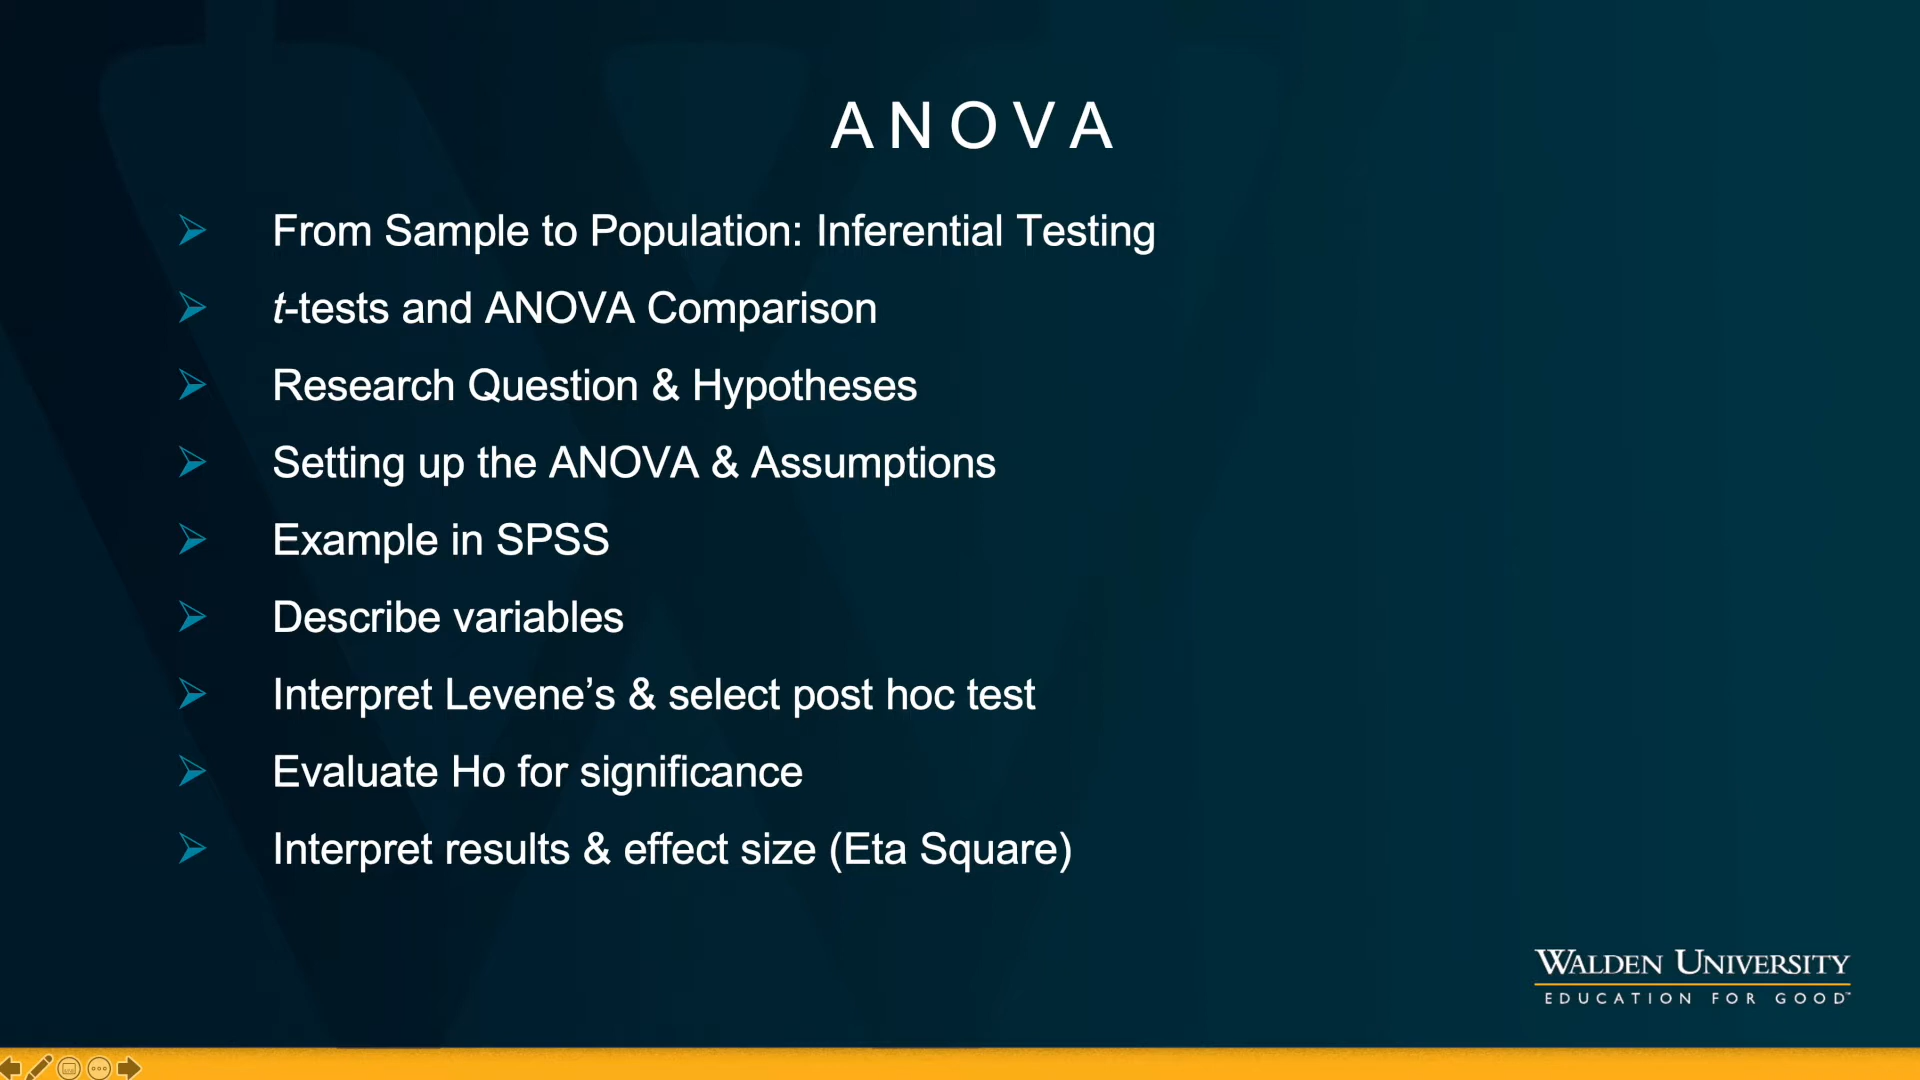 ANOVA
From Sample to Population: Inferential Testing
t-tests and ANOVA Comparison
Research Question & Hypotheses
Setting up the ANOVA & Assumptions
Example in SPSS
Describe variables
Interpret Levene’s & select post hoc test
Evaluate Ho for significance
Interpret results & effect size (Eta Square)
WALDEN UNIVERSITY
EDUCATION FOR GOOD™